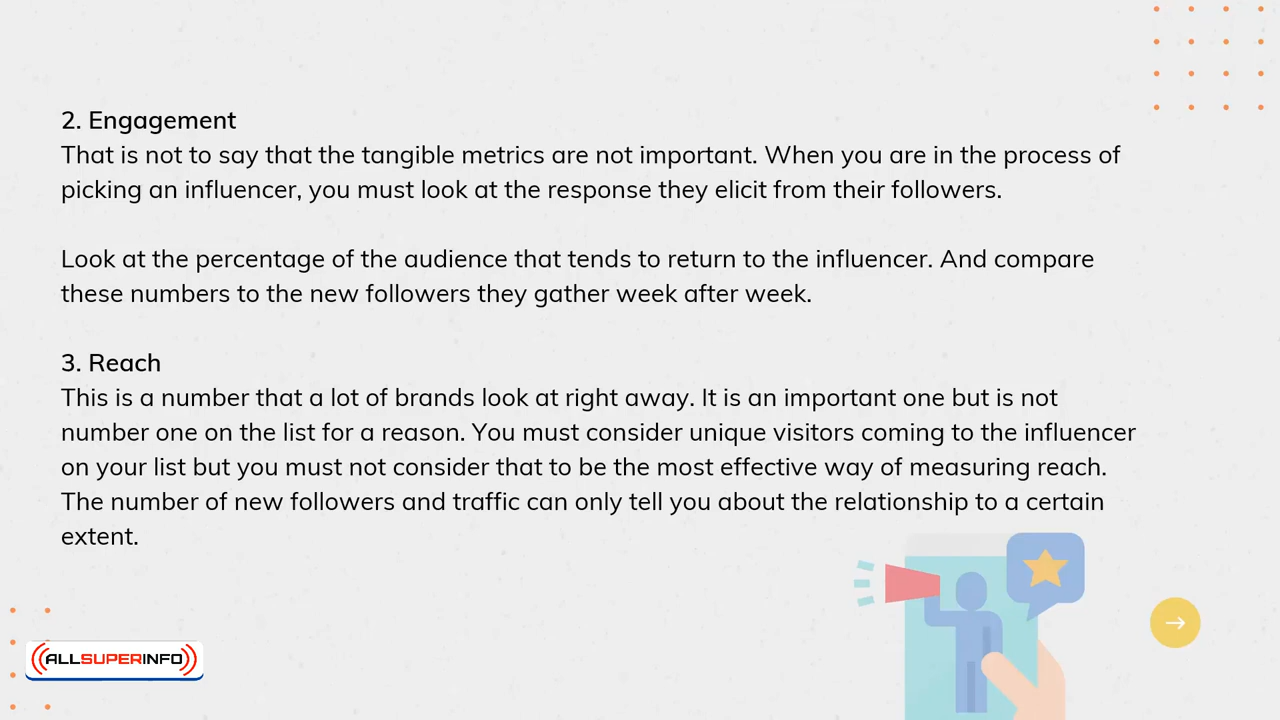 2. Engagement
That is not to say that the tangible metrics are not important. When you are in the process of
picking an influencer, you must look at the response they elicit from their followers.
Look at the percentage of the audience that tends to return to the influencer. And compare
these numbers to the new followers they gather week after week.
3. Reach
This is a number that a lot of brands look at right away. It is an important one but is not
number one on the list for a reason. You must consider unique visitors coming to the influencer
on your list but you must not consider that to be the most effective way of measuring reach.
The number of new followers and traffic can only tell you about the relationship to a certain
extent.
ALLSUPERINFO